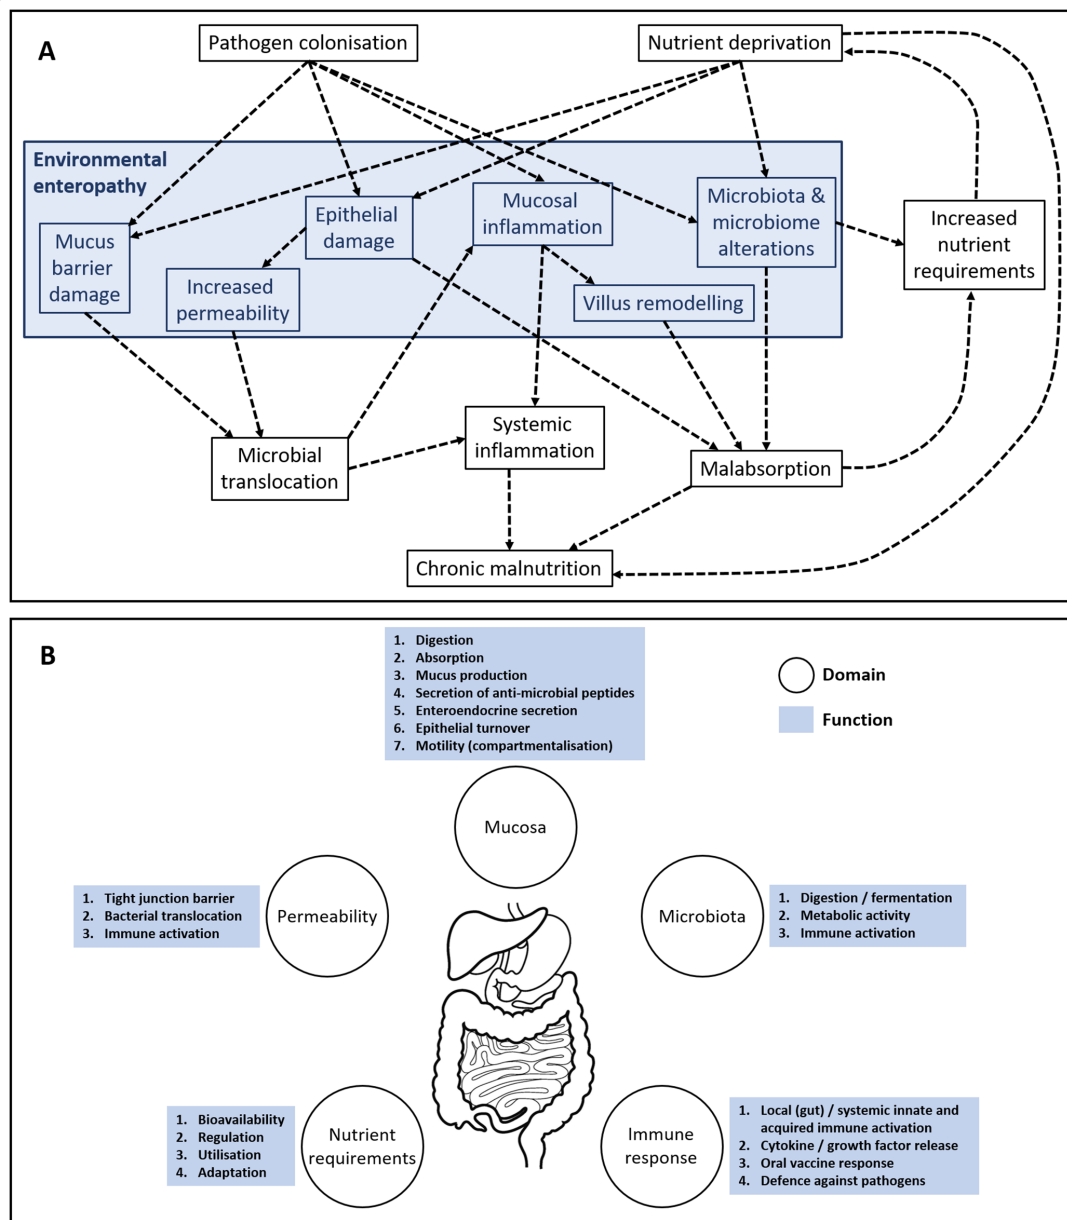 A
Pathogen colonisation
Nutrient deprivation
Environmental
enteropathy
Mucus
barrier
damage
Epithelial
damage
Increased
permeability
Mucosal
inflammation
Villus remodelling
Microbiota &
microbiome
alterations
Increased
nutrient
requirements
Microbial
translocation
Systemic
inflammation
Malabsorption
Chronic malnutrition
B
1. Digestion
2. Absorption
3. Mucus production
4. Secretion of anti-microbial peptides
5. Enteroendocrine secretion
6. Epithelial turnover
7. Motility (compartmentalisation)
Domain
Function
Mucosa
1. Tight junction barrier
2. Bacterial translocation
3. Immune activation
Permeability
Microbiota
1. Digestion / fermentation
2. Metabolic activity
3. Immune activation
1. Bioavailability
2. Regulation
3. Utilisation
4. Adaptation
Nutrient
requirements
Immune
response
1. Local (gut) / systemic innate and
acquired immune activation
2. Cytokine / growth factor release
3. Oral vaccine response
4. Defence against pathogens